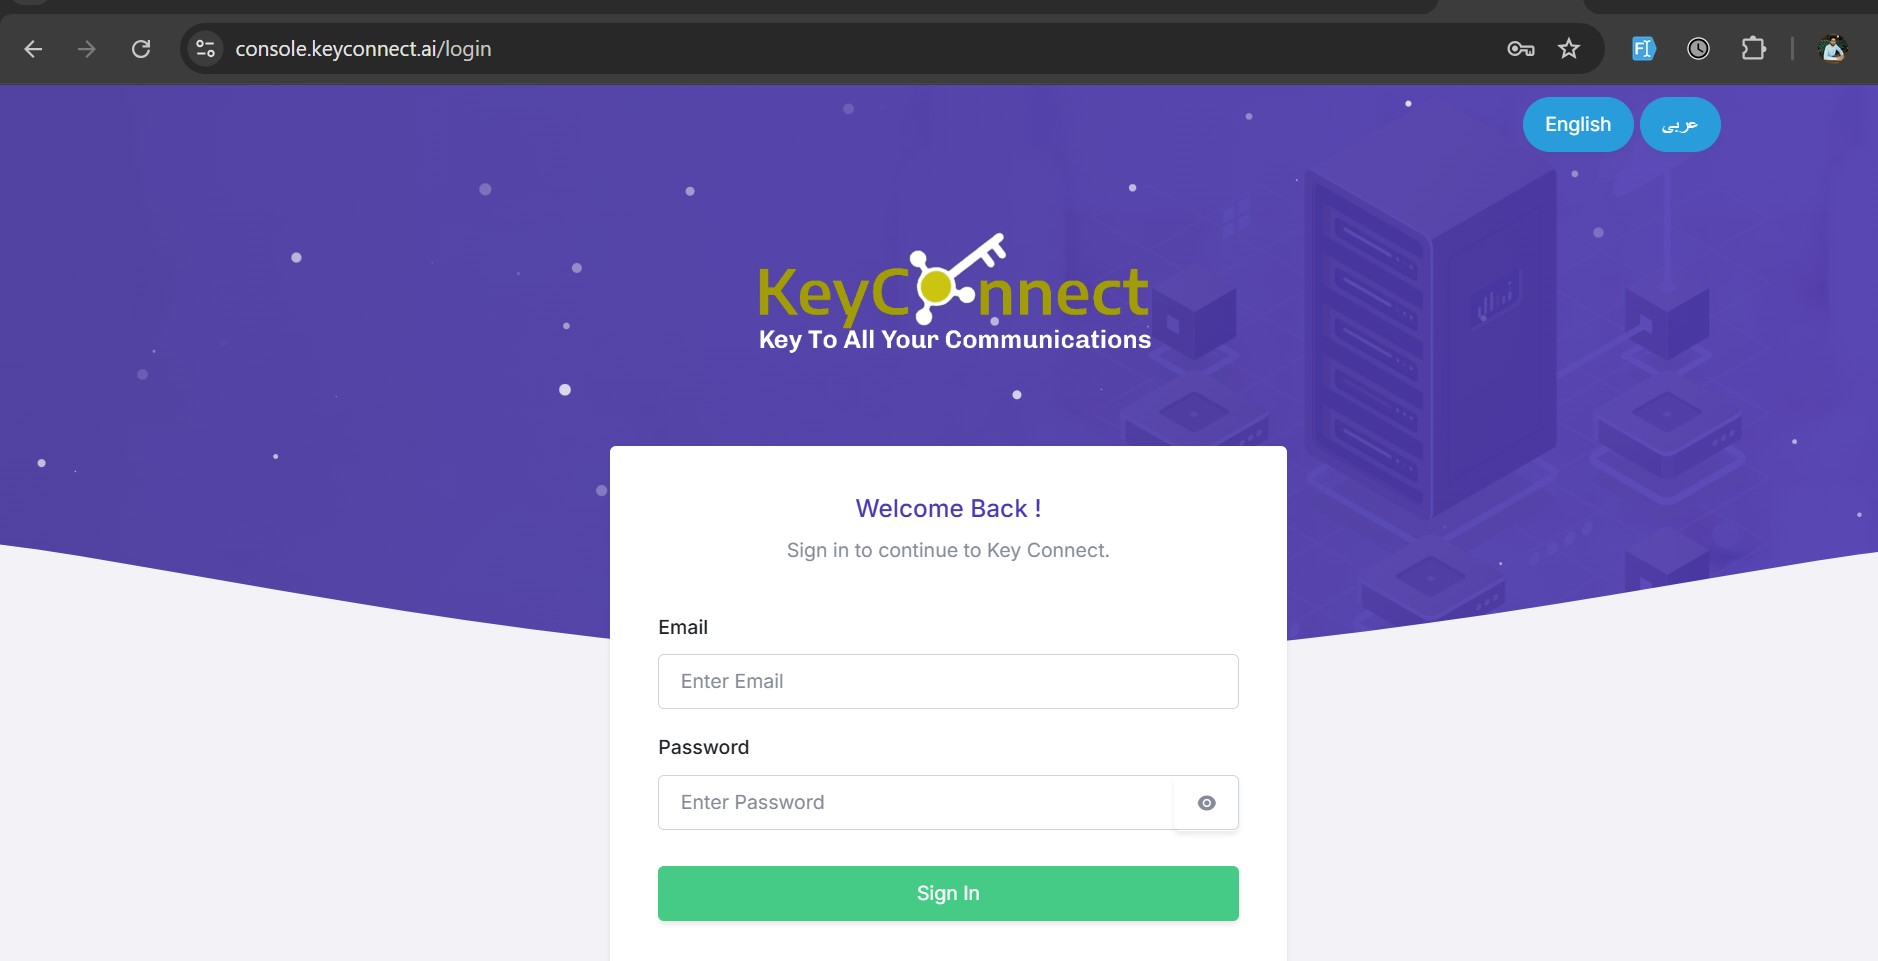 console.keyconnect.ai/login
English
عربى
KeyConnect
Key To All Your Communications
Welcome Back !
Sign in to continue to Key Connect.
Email
Enter Email
Password
Enter Password
Sign In